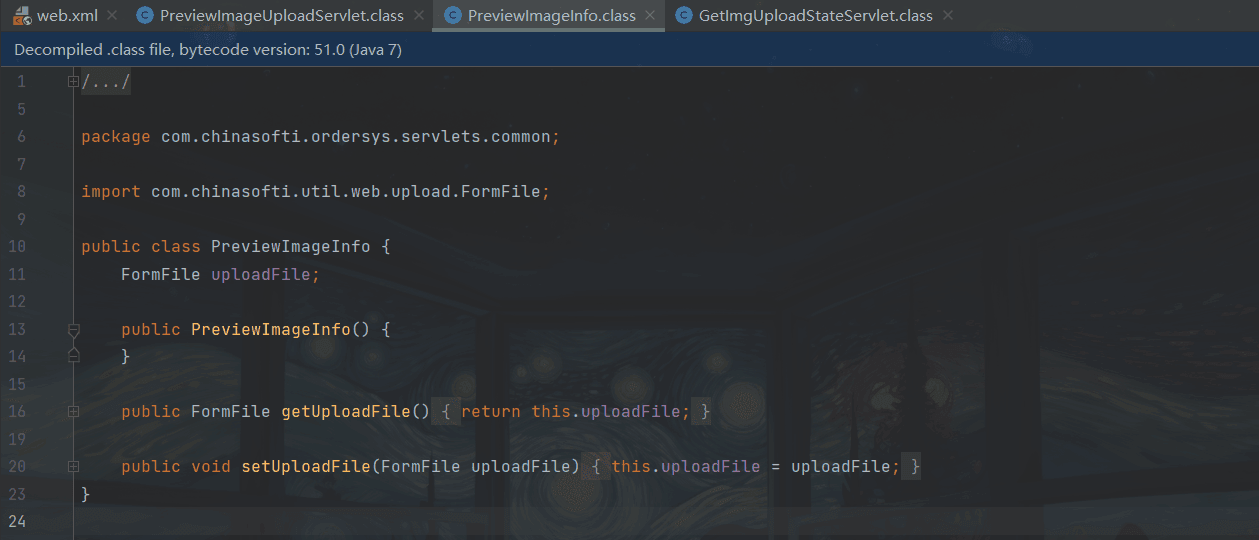 web.xml PreviewImageUploadServlet.class PreviewImageInfo.class GetImgUploadStateServlet.class
Decompiled .class file, bytecode version: 51.0 (Java 7)
1 /.../
5
6 package com.chinasofti.ordersys.servlets.common;
7
8 import com.chinasofti.util.web.upload.FormFile;
9
10 public class PreviewImageInfo {
11 FormFile uploadFile;
12
13 public PreviewImageInfo() {
14 }
15
16 public FormFile getUploadFile() { return this.uploadFile; }
19
20 public void setUploadFile(FormFile uploadFile) { this.uploadFile = uploadFile; }
23 }
24